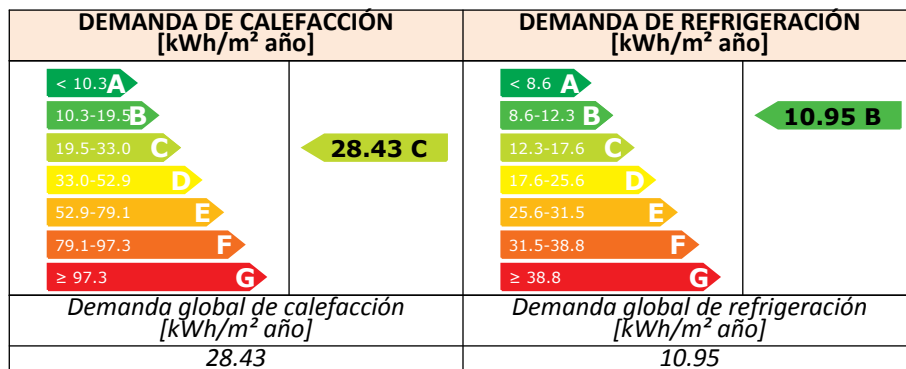 DEMANDA DE CALEFACCIÓN
[kWh/m² año]
DEMANDA DE REFRIGERACIÓN
[kWh/m² año]
< 10.3 A
10.3-19.5 B
19.5-33.0 C
33.0-52.9 D
52.9-79.1 E
79.1-97.3 F
≥ 97.3 G
28.43 C
< 8.6 A
8.6-12.3 B
12.3-17.6 C
17.6-25.6 D
25.6-31.5 E
31.5-38.8 F
≥ 38.8 G
10.95 B
Demanda global de calefacción
[kWh/m² año]
Demanda global de refrigeración
[kWh/m² año]
28.43
10.95